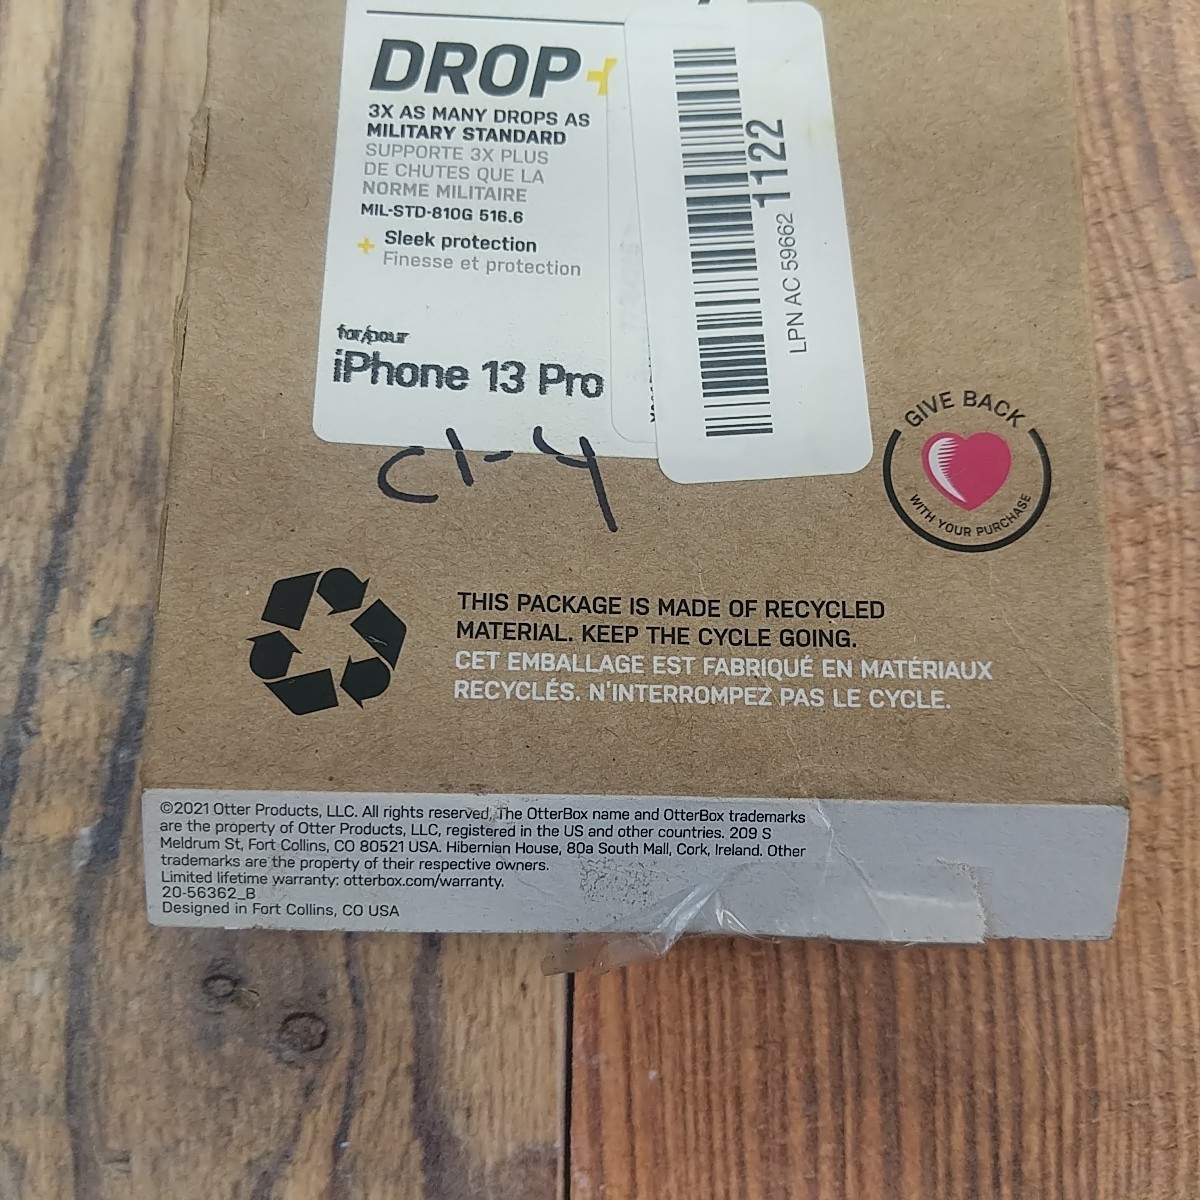 DROP+
3X AS MANY DROPS AS
MILITARY STANDARD
SUPPORTE 3X PLUS
DE CHUTES QUE LA
NORME MILITAIRE
MIL-STD-810G 516.6
+ Sleek protection
Finesse et protection
for/pour
iPhone 13 Pro
LPN AC 59662 1122
c1-4
GIVE BACK
WITH YOUR PURCHASE
THIS PACKAGE IS MADE OF RECYCLED
MATERIAL. KEEP THE CYCLE GOING.
CET EMBALLAGE EST FABRIQUÉ EN MATÉRIAUX
RECYCLÉS. N'INTERROMPEZ PAS LE CYCLE.
©2021 Otter Products, LLC. All rights reserved. The OtterBox name and OtterBox trademarks
are the property of Otter Products, LLC, registered in the US and other countries. 209 S
Meldrum St, Fort Collins, CO 80521 USA. Hibernian House, 80a South Mall, Cork, Ireland. Other
trademarks are the property of their respective owners.
Limited lifetime warranty: otterbox.com/warranty.
20-56362_B
Designed in Fort Collins, CO USA